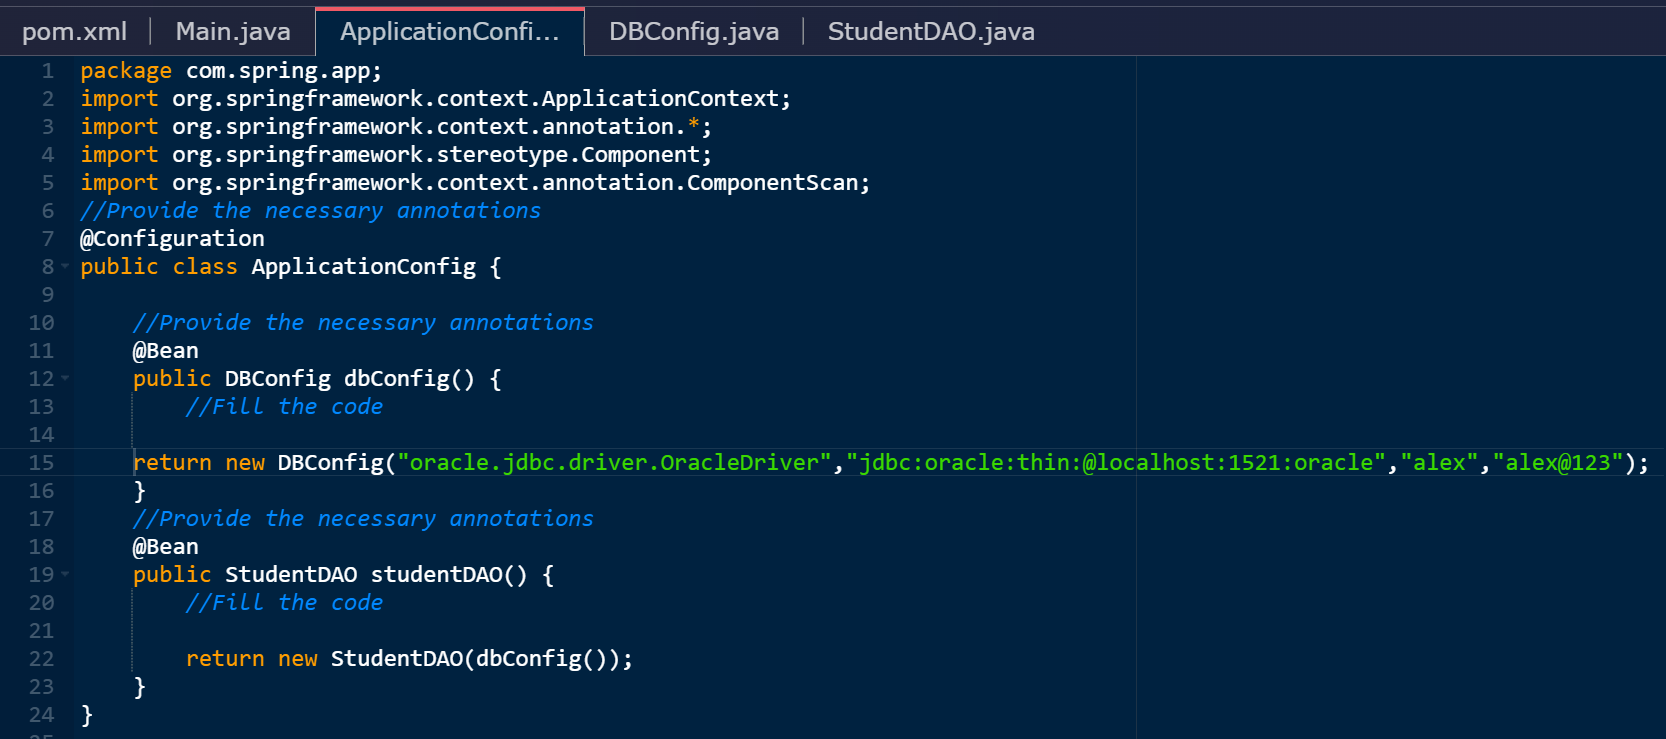 pom.xml | Main.java ApplicationConfi... DBConfig.java | StudentDAO.java
1 package com.spring.app;
2 import org.springframework.context.ApplicationContext;
3 import org.springframework.context.annotation.*;
4 import org.springframework.stereotype.Component;
5 import org.springframework.context.annotation.ComponentScan;
6 //Provide the necessary annotations
7 @Configuration
8 public class ApplicationConfig {
9
10 //Provide the necessary annotations
11 @Bean
12 public DBConfig dbConfig() {
13 //Fill the code
14
15 return new DBConfig("oracle.jdbc.driver.OracleDriver","jdbc:oracle:thin:@localhost:1521:oracle","alex","alex@123");
16 }
17 //Provide the necessary annotations
18 @Bean
19 public StudentDAO studentDAO() {
20 //Fill the code
21
22 return new StudentDAO(dbConfig());
23 }
24 }